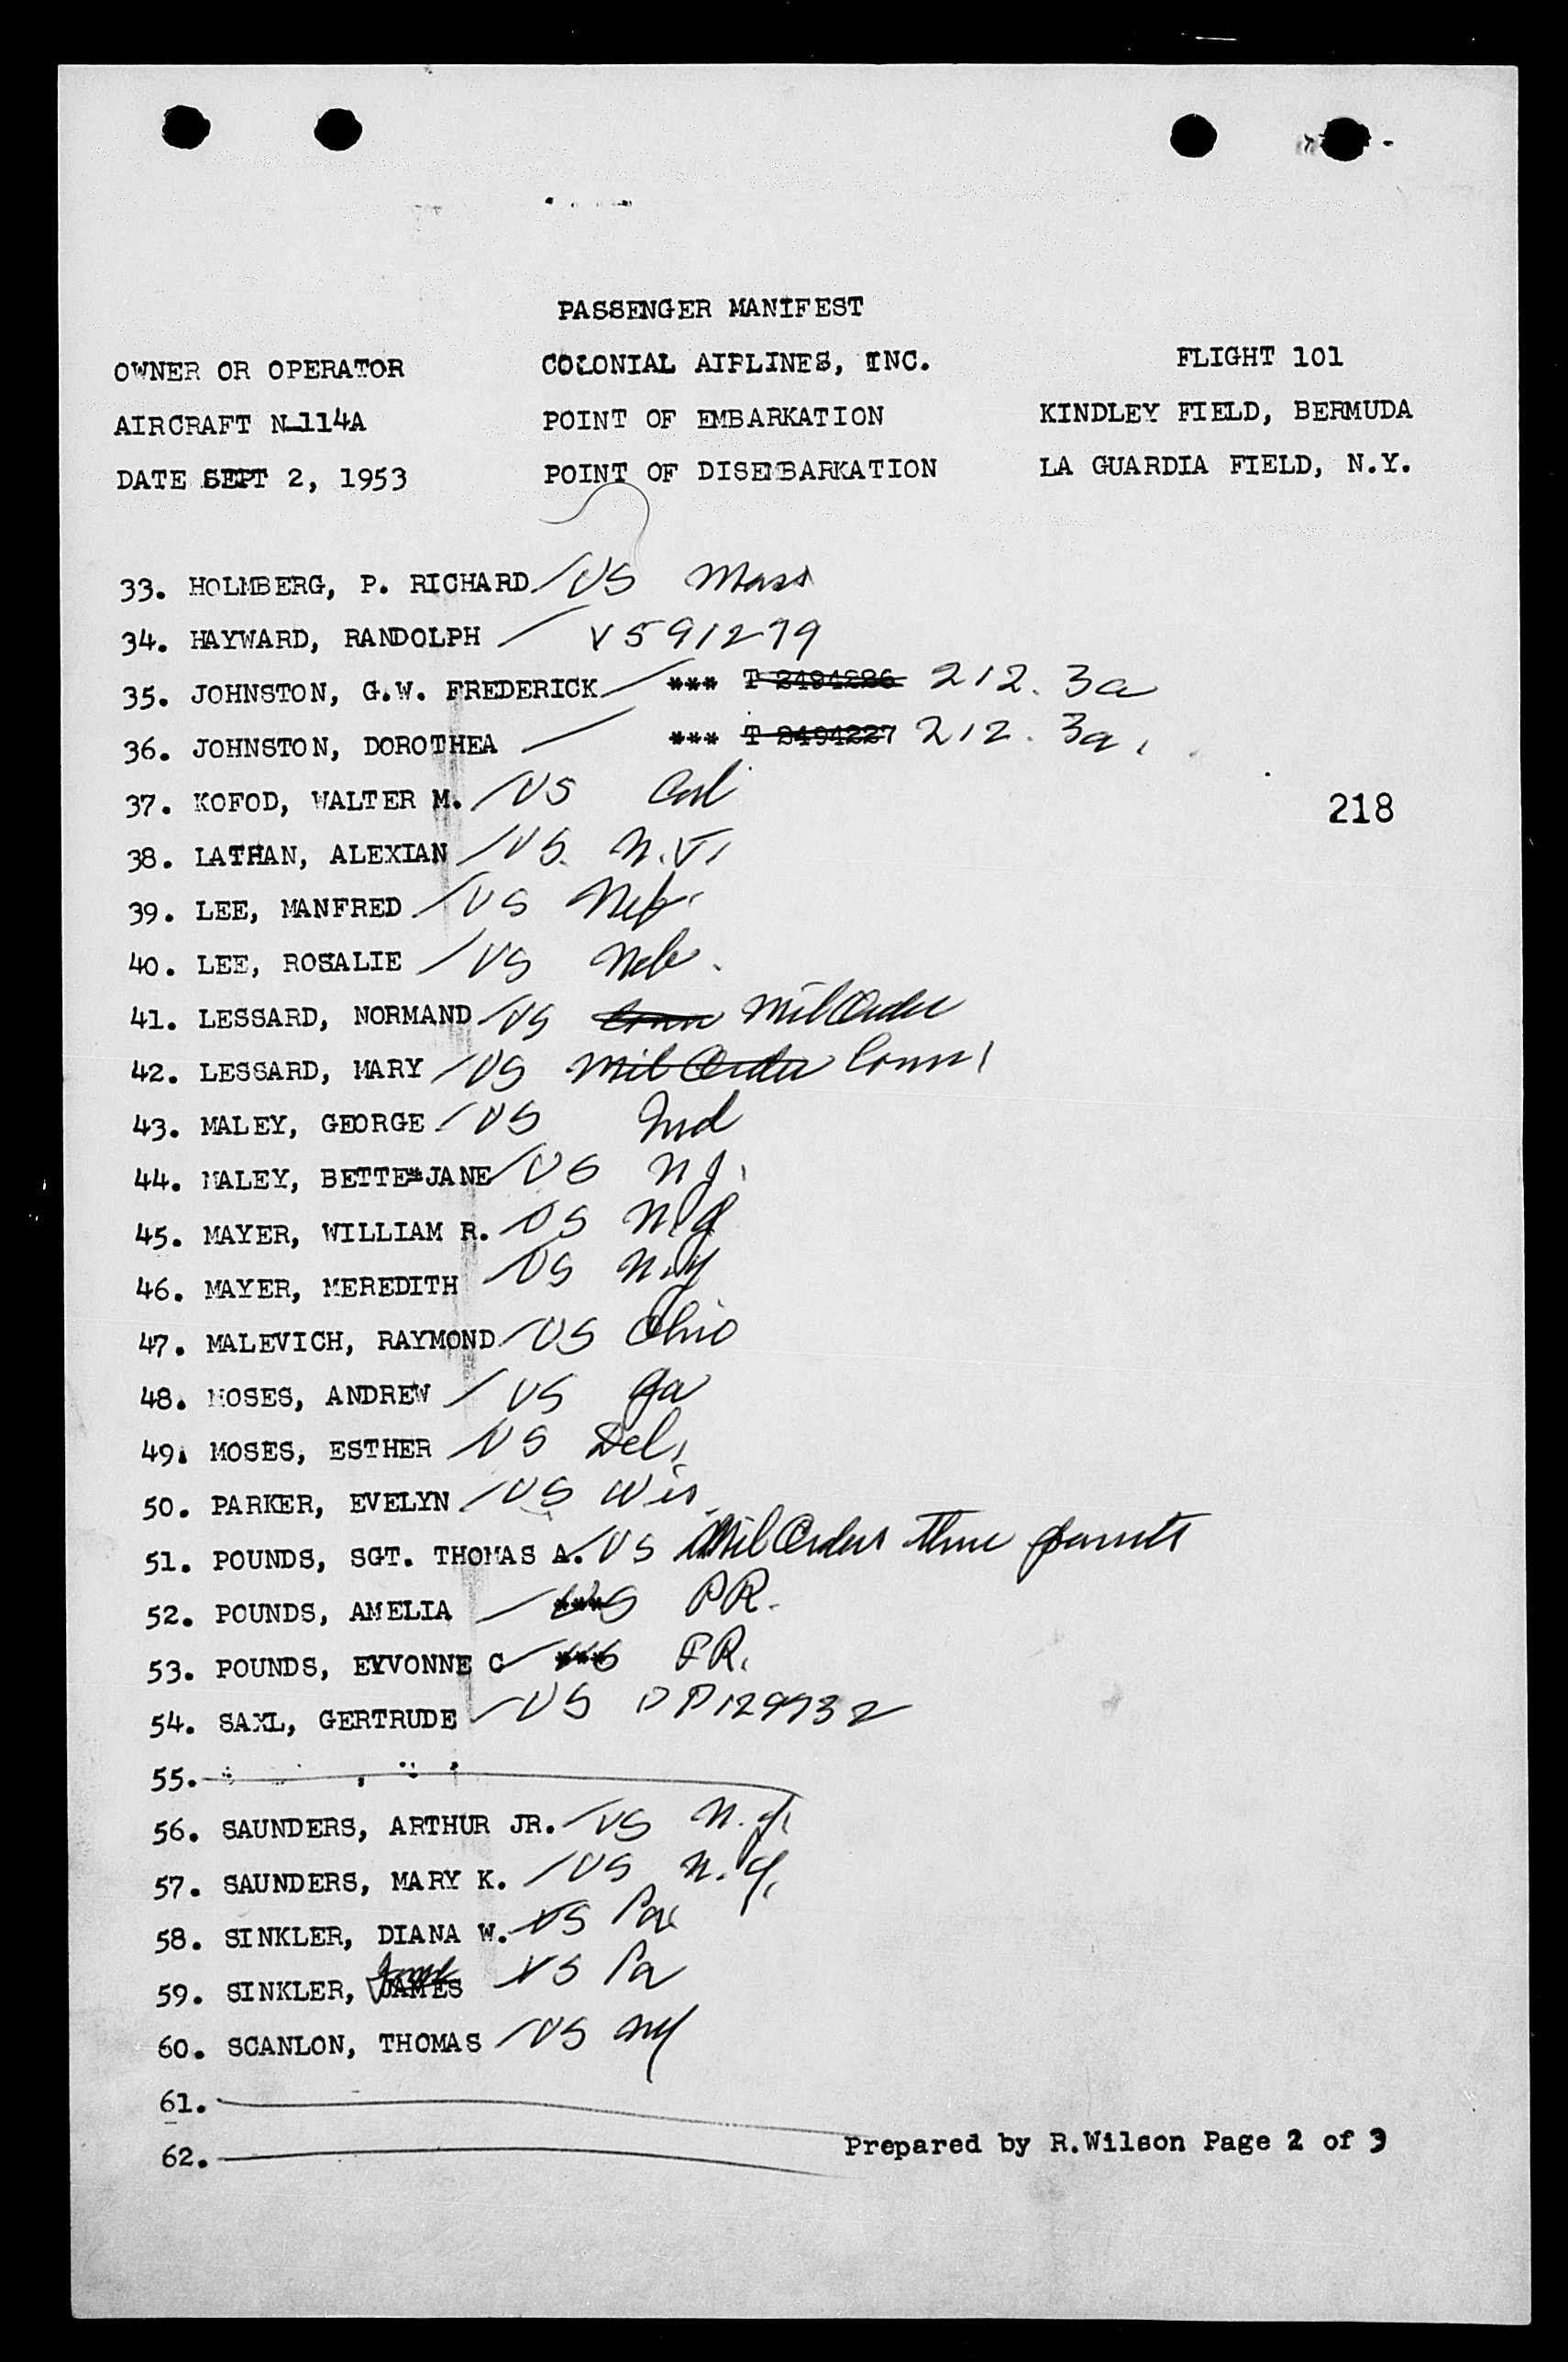 PASSENGER MANIFEST
OWNER OR OPERATOR COLONIAL AIRLINES, INC. FLIGHT 101
AIRCRAFT N-114A POINT OF EMBARKATION KINDLEY FIELD, BERMUDA
DATE SEPT 2, 1953 POINT OF DISEMBARKATION LA GUARDIA FIELD, N.Y.
33. HOLMBERG, P. RICHARD / US Mass
34. HAYWARD, RANDOLPH / V591279
35. JOHNSTON, G.W. FREDERICK / *** T 2494226 212. 3a
36. JOHNSTON, DOROTHEA / *** T 2494227 212. 3a.
37. KOFOD, WALTER M. / US Cal
38. LATHAN, ALEXIAN / US N.J.
39. LEE, MANFRED / US Neb.
40. LEE, ROSALIE / US Neb.
41. LESSARD, NORMAND / US Conn Mil Order
42. LESSARD, MARY / US Mil Order Conn
43. MALEY, GEORGE / US Ind
44. MALEY, BETTE-JANE / US NJ.
45. MAYER, WILLIAM R. / US
46. MAYER, MEREDITH / US N.Y
47. MALEVICH, RAYMOND / US Ohio
48. MOSES, ANDREW / US Ga
49. MOSES, ESTHER / US Del.
50. PARKER, EVELYN / US Wis
51. POUNDS, SGT. THOMAS A. / US Mil Orders
52. POUNDS, AMELIA / *** US PR.
53. POUNDS, EYVONNE C / *** US PR.
54. SAXL, GERTRUDE / US PP129932
55.
56. SAUNDERS, ARTHUR JR. / US N.J.
57. SAUNDERS, MARY K. / US N.Y.
58. SINKLER, DIANA W. / US Pa
59. SINKLER, JAMES US Pa
60. SCANLON, THOMAS / US NY
61.
62.
218
Prepared by R.Wilson Page 2 of 3